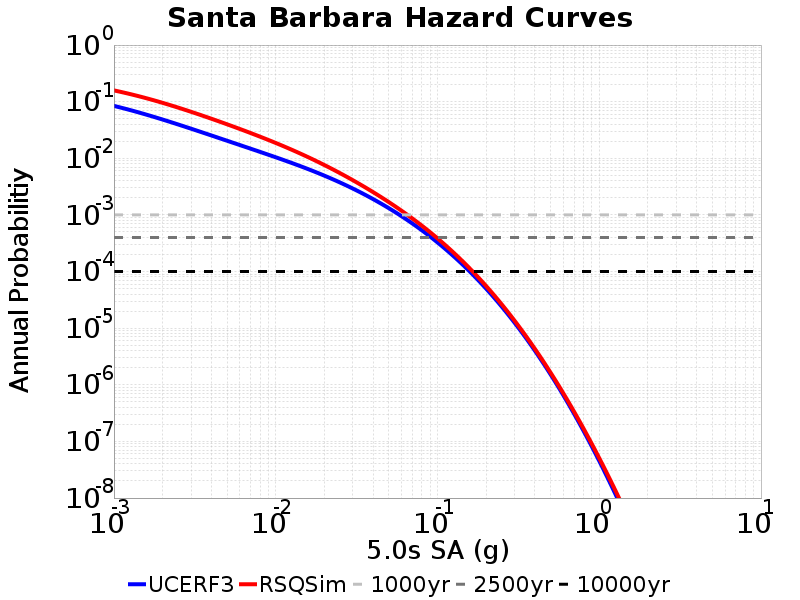 Santa Barbara Hazard Curves
Annual Probabilitiy
10^0
10^-1
10^-2
10^-3
10^-4
10^-5
10^-6
10^-7
10^-8
10^-3 10^-2 10^-1 10^0 10^1
5.0s SA (g)
UCERF3 RSQSim 1000yr 2500yr 10000yr